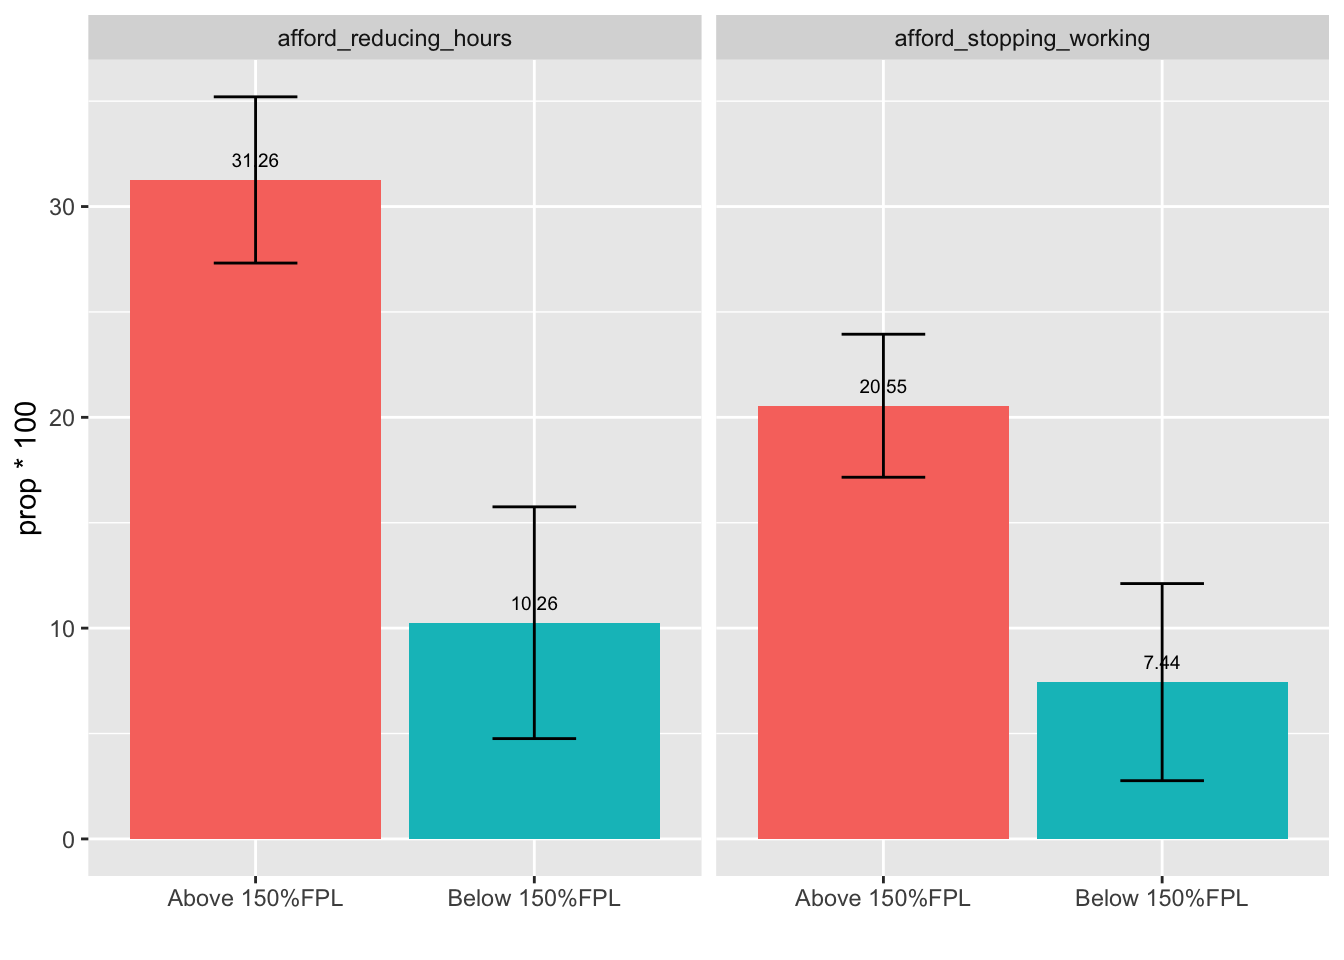 afford_reducing_hours
afford_stopping_working
prop * 100
30
20
10
0
31.26
10.26
20.55
7.44
Above 150%FPL
Below 150%FPL
Above 150%FPL
Below 150%FPL